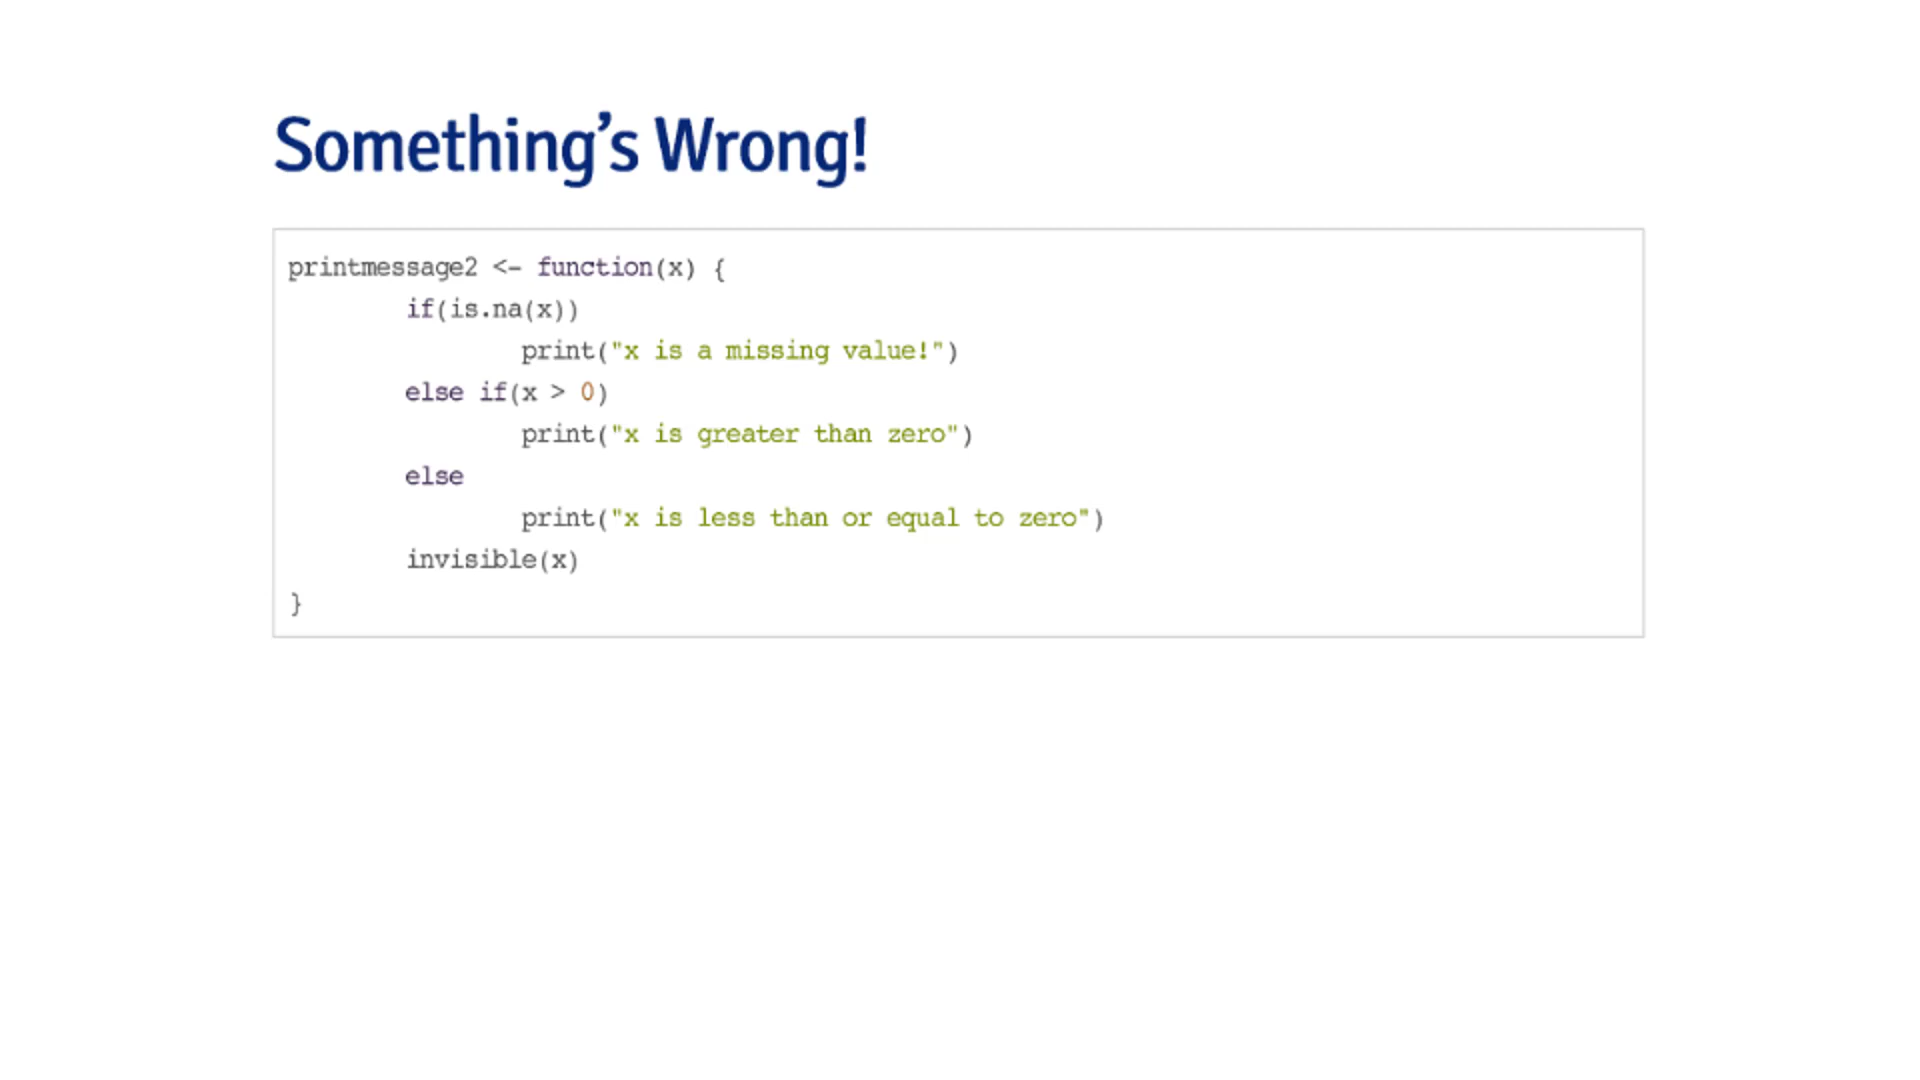 Something’s Wrong!
printmessage2 <- function(x) {
        if(is.na(x))
                print("x is a missing value!")
        else if(x > 0)
                print("x is greater than zero")
        else
                print("x is less than or equal to zero")
        invisible(x)
}